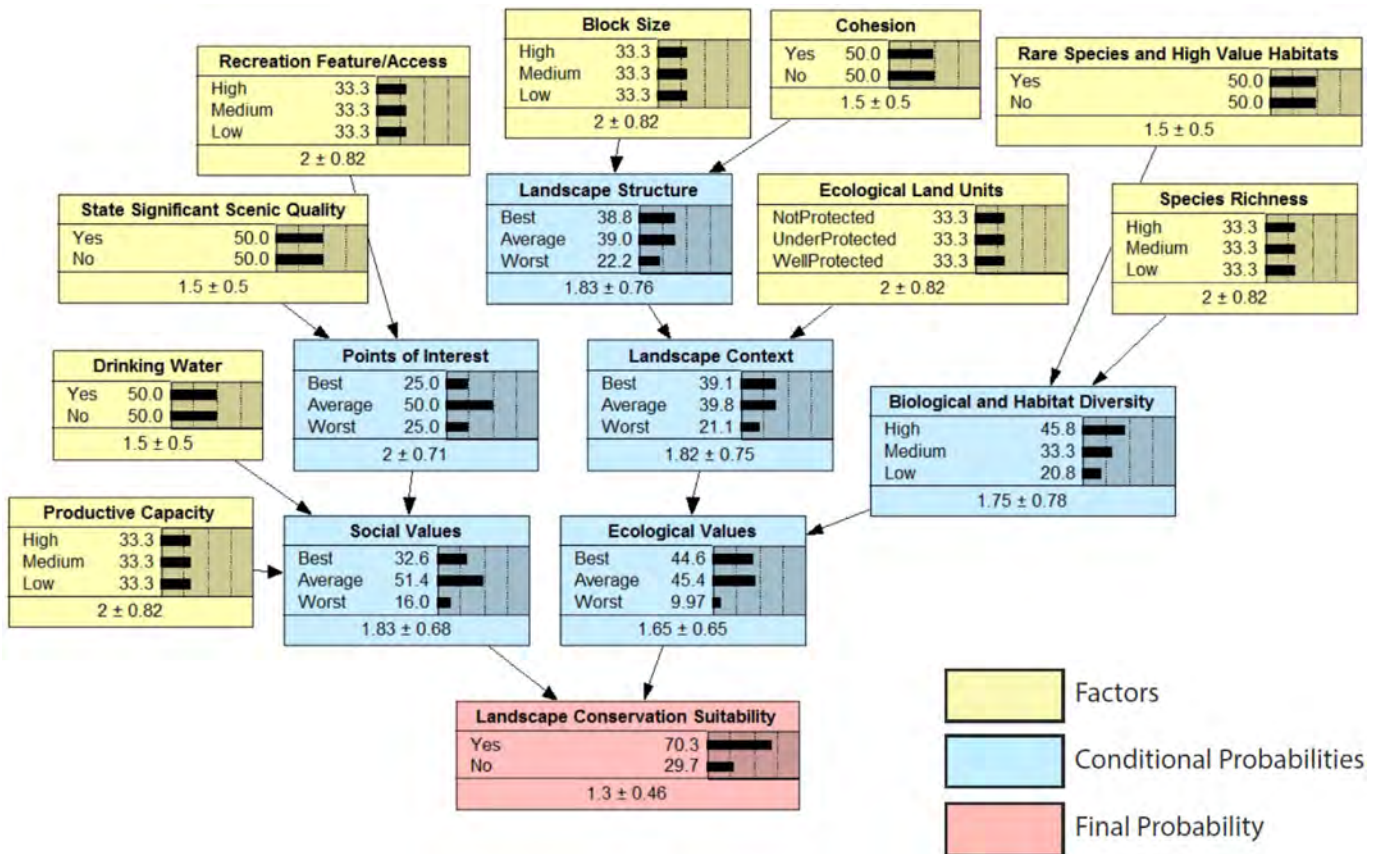 Block Size
High 33.3
Medium 33.3
Low 33.3
2 ± 0.82
Cohesion
Yes 50.0
No 50.0
1.5 ± 0.5
Rare Species and High Value Habitats
Yes 50.0
No 50.0
1.5 ± 0.5
Recreation Feature/Access
High 33.3
Medium 33.3
Low 33.3
2 ± 0.82
Landscape Structure
Best 38.8
Average 39.0
Worst 22.2
1.83 ± 0.76
Ecological Land Units
NotProtected 33.3
UnderProtected 33.3
WellProtected 33.3
2 ± 0.82
Species Richness
High 33.3
Medium 33.3
Low 33.3
2 ± 0.82
State Significant Scenic Quality
Yes 50.0
No 50.0
1.5 ± 0.5
Drinking Water
Yes 50.0
No 50.0
1.5 ± 0.5
Points of Interest
Best 25.0
Average 50.0
Worst 25.0
2 ± 0.71
Landscape Context
Best 39.1
Average 39.8
Worst 21.1
1.82 ± 0.75
Biological and Habitat Diversity
High 45.8
Medium 33.3
Low 20.8
1.75 ± 0.78
Productive Capacity
High 33.3
Medium 33.3
Low 33.3
2 ± 0.82
Social Values
Best 32.6
Average 51.4
Worst 16.0
1.83 ± 0.68
Ecological Values
Best 44.6
Average 45.4
Worst 9.97
1.65 ± 0.65
Landscape Conservation Suitability
Yes 70.3
No 29.7
1.3 ± 0.46
Factors
Conditional Probabilities
Final Probability